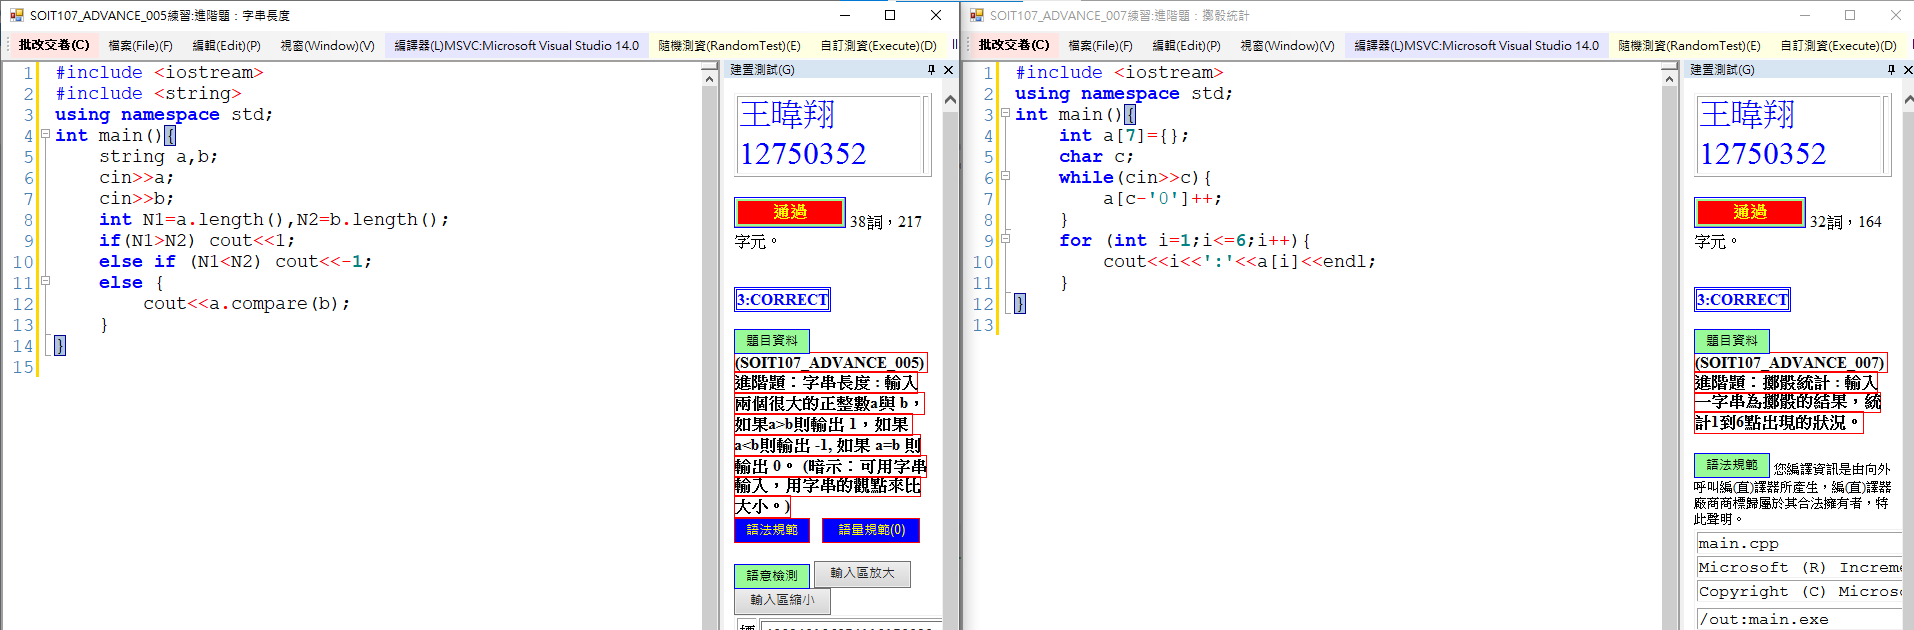 SOIT107_ADVANCE_005練習:進階題：字串長度
批改交卷(C) 檔案(File)(F) 編輯(Edit)(P) 視窗(Window)(V) 編譯器(L)MSVC:Microsoft Visual Studio 14.0 隨機測資(RandomTest)(E) 自訂測資(Execute)(D)
1 #include <iostream>
2 #include <string>
3 using namespace std;
4 int main(){
5 string a,b;
6 cin>>a;
7 cin>>b;
8 int N1=a.length(),N2=b.length();
9 if(N1>N2) cout<<1;
10 else if (N1<N2) cout<<-1;
11 else {
12 cout<<a.compare(b);
13 }
14 }
15
建置測試(G)
王暐翔
12750352
通過 38詞，217
字元。
3:CORRECT
題目資料
(SOIT107_ADVANCE_005)
進階題：字串長度 : 輸入
兩個很大的正整數a與 b，
如果a>b則輸出 1，如果
a<b則輸出 -1, 如果 a=b 則
輸出 0。 (暗示：可用字串
輸入，用字串的觀點來比
大小。)
語法規範 語量規範(0)
語意檢測 輸入區放大
輸入區縮小
SOIT107_ADVANCE_007練習:進階題：擲骰統計
批改交卷(C) 檔案(File)(F) 編輯(Edit)(P) 視窗(Window)(V) 編譯器(L)MSVC:Microsoft Visual Studio 14.0 隨機測資(RandomTest)(E) 自訂測資(Execute)(D)
1 #include <iostream>
2 using namespace std;
3 int main(){
4 int a[7]={};
5 char c;
6 while(cin>>c){
7 a[c-'0']++;
8 }
9 for (int i=1;i<=6;i++){
10 cout<<i<<':'<<a[i]<<endl;
11 }
12 }
13
建置測試(G)
王暐翔
12750352
通過 32詞，164
字元。
3:CORRECT
題目資料
(SOIT107_ADVANCE_007)
進階題：擲骰統計 : 輸入
一字串為擲骰的結果，統
計1到6點出現的狀況。
語法規範 您編譯資訊是由向外
呼叫編(直)譯器所產生，編(直)譯器
廠商商標歸屬於其合法擁有者，特
此聲明。
main.cpp
Microsoft (R) Increme
Copyright (C) Micros
/out:main.exe